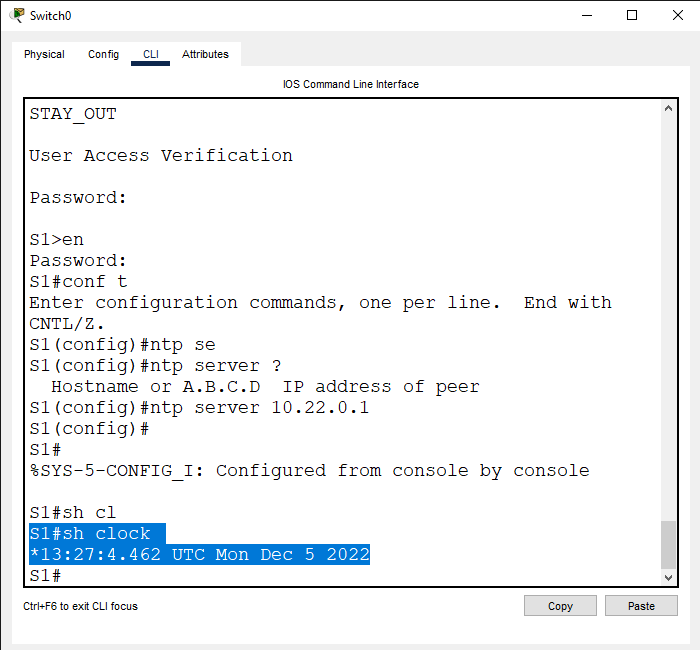 Switch0
Physical Config CLI Attributes
IOS Command Line Interface
STAY_OUT
User Access Verification
Password:
S1>en
Password:
S1#conf t
Enter configuration commands, one per line.  End with
CNTL/Z.
S1(config)#ntp se
S1(config)#ntp server ?
  Hostname or A.B.C.D  IP address of peer
S1(config)#ntp server 10.22.0.1
S1(config)#
S1#
%SYS-5-CONFIG_I: Configured from console by console
S1#sh cl
S1#sh clock
*13:27:4.462 UTC Mon Dec 5 2022
S1#
Ctrl+F6 to exit CLI focus Copy Paste